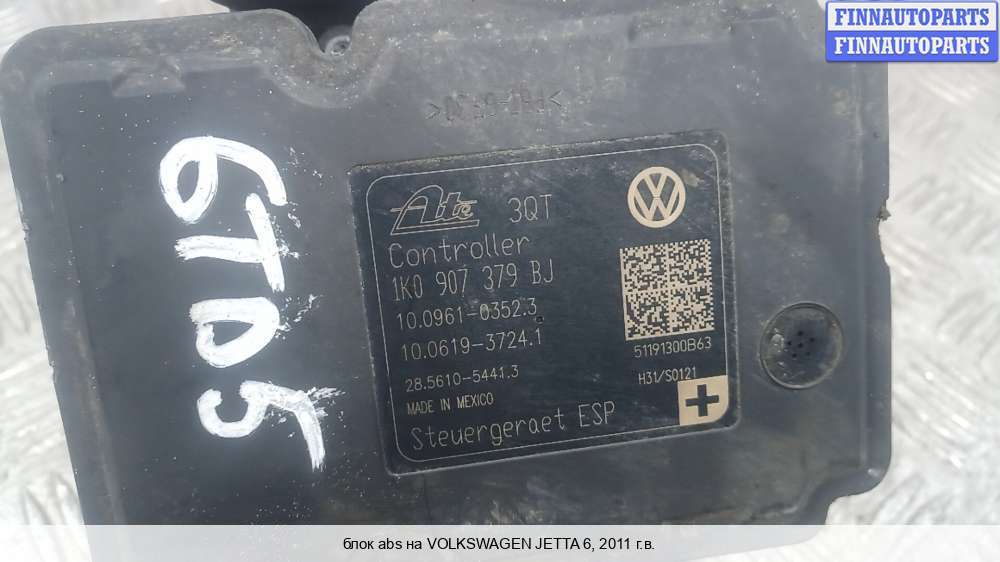 FINNAUTOPARTS
FINNAUTOPARTS
6TD5
Ate 3QT
Controller
1K0 907 379 BJ
10.0961-0352.3
10.0619-3724.1
28.5610-5441.3
MADE IN MEXICO
Steuergeraet ESP
51191300B63
H31/S0121
блок abs на VOLKSWAGEN JETTA 6, 2011 г.в.